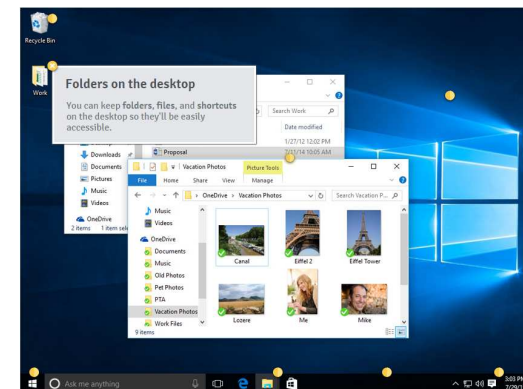 Recycle Bin
Work
Folders on the desktop
You can keep folders, files, and shortcuts
on the desktop so they'll be easily
accessible.
Search Work
Date modified
1/27/12 12:02 PM
Proposal
7/11/14 10:05 AM
Downloads
Documents
Pictures
Music
Videos
OneDrive
2 items
1 item sele
Vacation Photos
Picture Tools
File
Home
Share
View
Manage
OneDrive
Vacation Photos
Search Vacation P...
Music
Videos
OneDrive
Documents
Music
Old Photos
Pet Photos
PTA
Vacation Photos
Work Files
9 items
Canal
Eiffel 2
Eiffel Tower
Lozere
Me
Mike
Ask me anything
3:03 PM